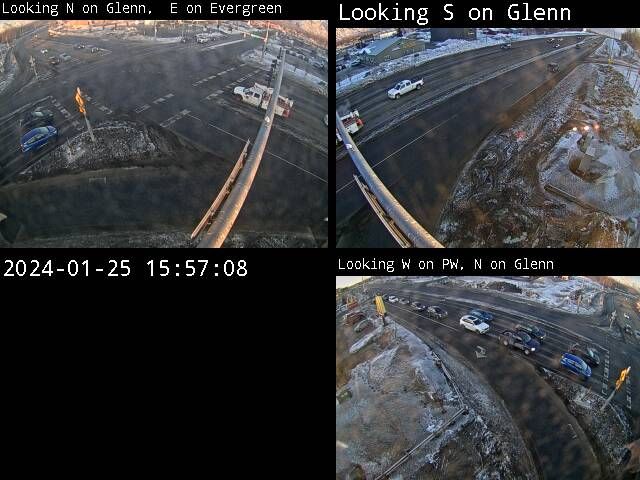 Looking N on Glenn, E on Evergreen
Looking S on Glenn
2024-01-25 15:57:08
Looking W on PW, N on Glenn